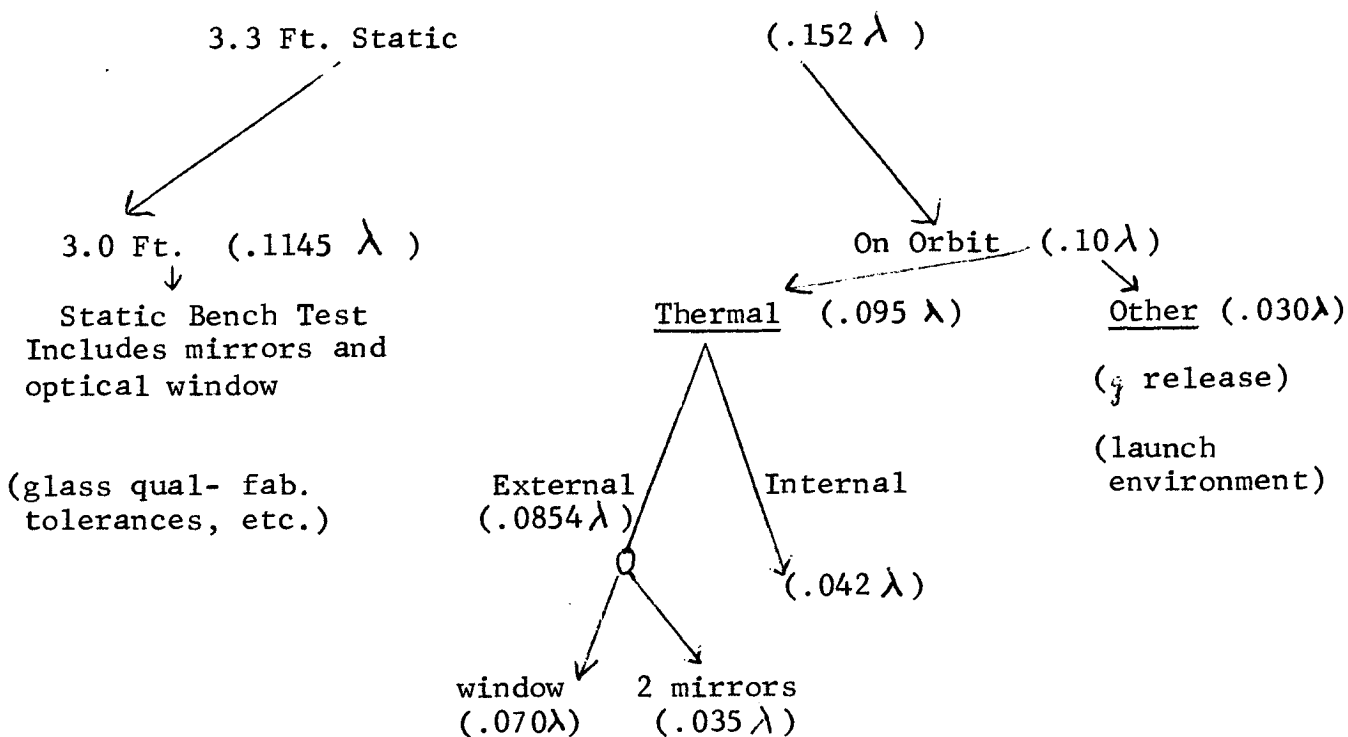 3.3 Ft. Static (.152 λ )
3.0 Ft. (.1145 λ )
On Orbit (.10λ)
Static Bench Test
Includes mirrors and
optical window
Thermal (.095 λ)
Other (.030λ)
(g release)
(launch
environment)
(glass qual- fab.
tolerances, etc.)
External
(.0854λ)
Internal
(.042 λ)
window
(.070λ)
2 mirrors
(.035 λ)